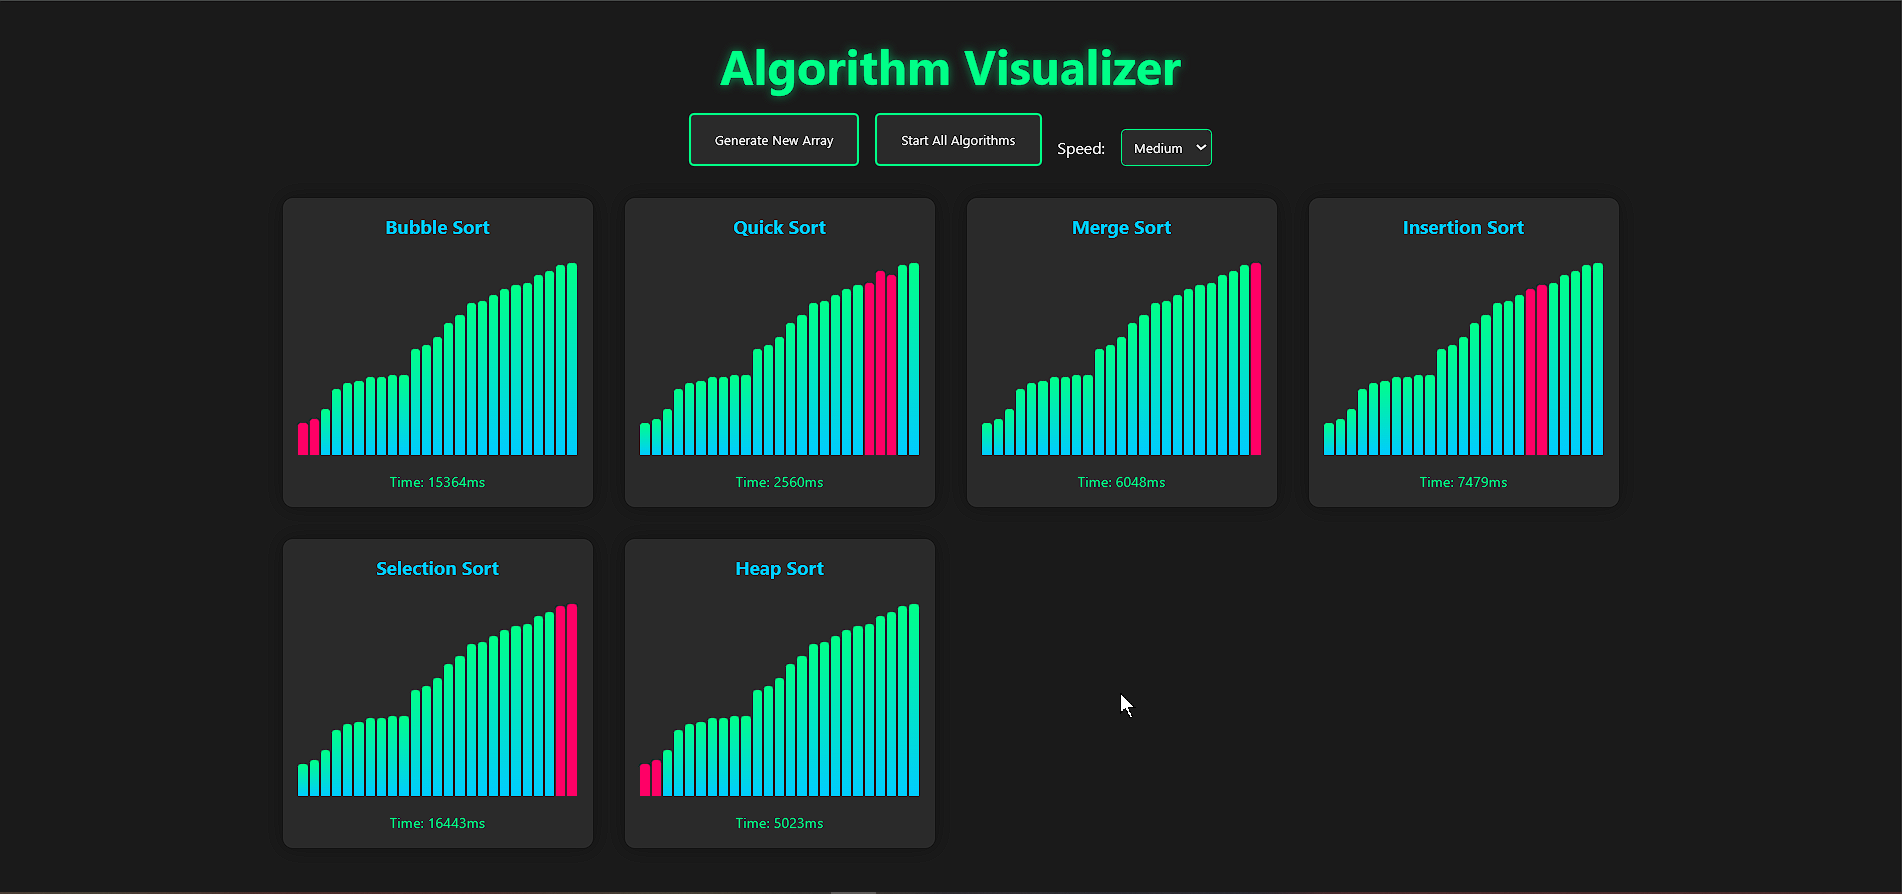 Algorithm Visualizer
Generate New Array
Start All Algorithms
Speed:
Medium
Bubble Sort
Time: 15364ms
Quick Sort
Time: 2560ms
Merge Sort
Time: 6048ms
Insertion Sort
Time: 7479ms
Selection Sort
Time: 16443ms
Heap Sort
Time: 5023ms